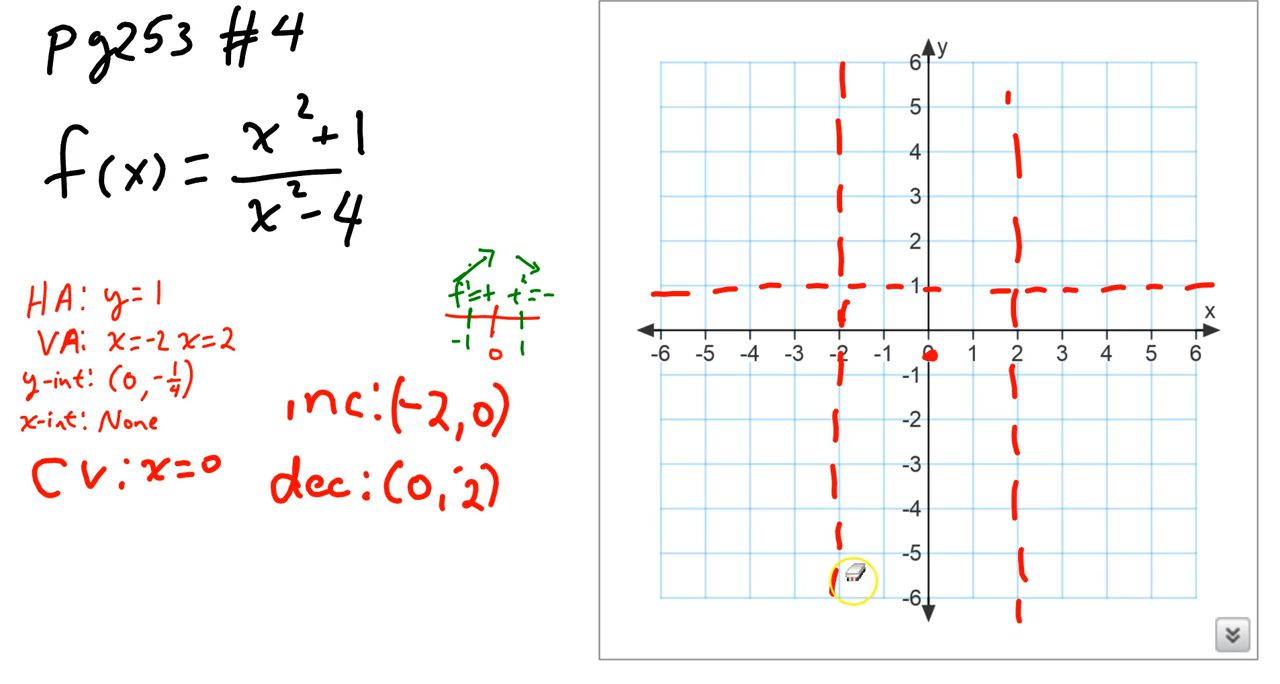 Pg253 #4
f(x) = x²+1 / x²-4
HA: y=1
VA: x=-2 x=2
y-int: (0, -1/4)
x-int: None
CV: x=0
f'=+ f'=-
-1 0 1
inc: (-2,0)
dec: (0,2)
y
6
5
4
3
2
1
x
-6 -5 -4 -3 -2 -1 0 1 2 3 4 5 6
-1
-2
-3
-4
-5
-6